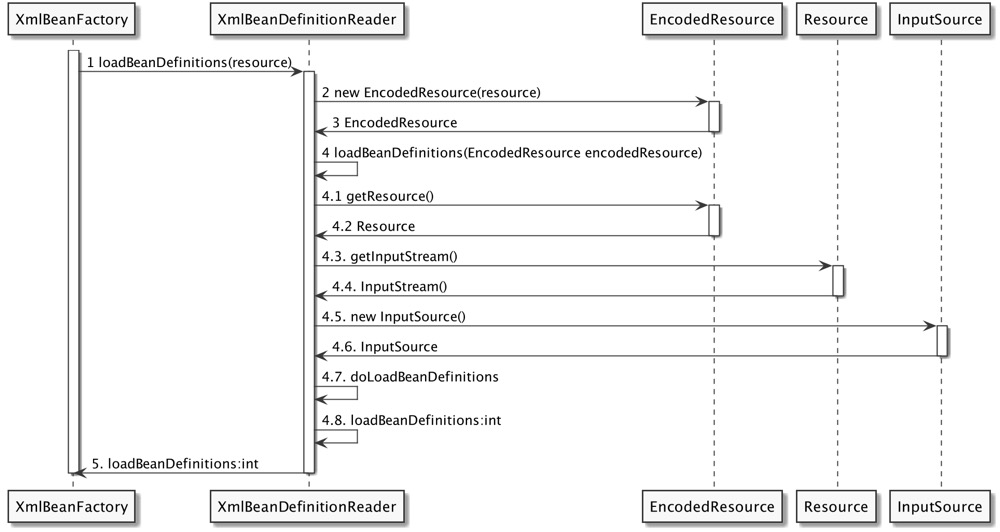 XmlBeanFactory
XmlBeanDefinitionReader
EncodedResource
Resource
InputSource
1 loadBeanDefinitions(resource)
2 new EncodedResource(resource)
3 EncodedResource
4 loadBeanDefinitions(EncodedResource encodedResource)
4.1 getResource()
4.2 Resource
4.3. getInputStream()
4.4. InputStream()
4.5. new InputSource()
4.6. InputSource
4.7. doLoadBeanDefinitions
4.8. loadBeanDefinitions:int
5. loadBeanDefinitions:int
XmlBeanFactory
XmlBeanDefinitionReader
EncodedResource
Resource
InputSource